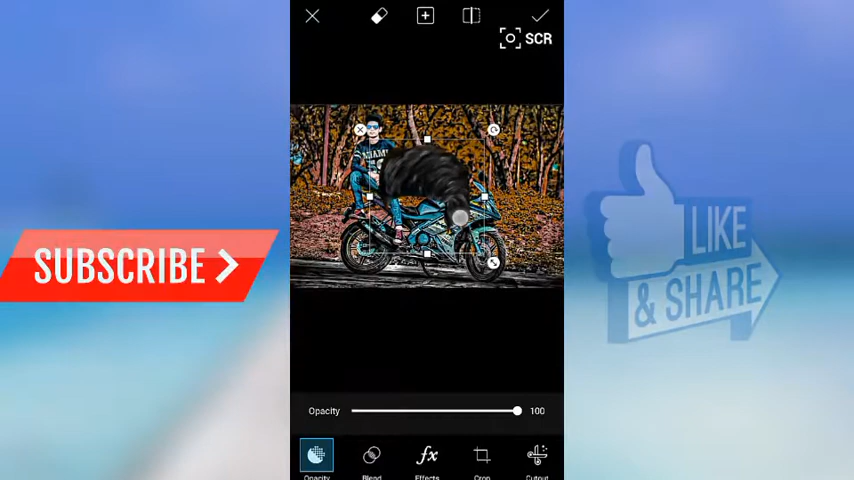 SCR
SUBSCRIBE
LIKE
& SHARE
Opacity 100
Opacity Blend Effects Crop Cutout